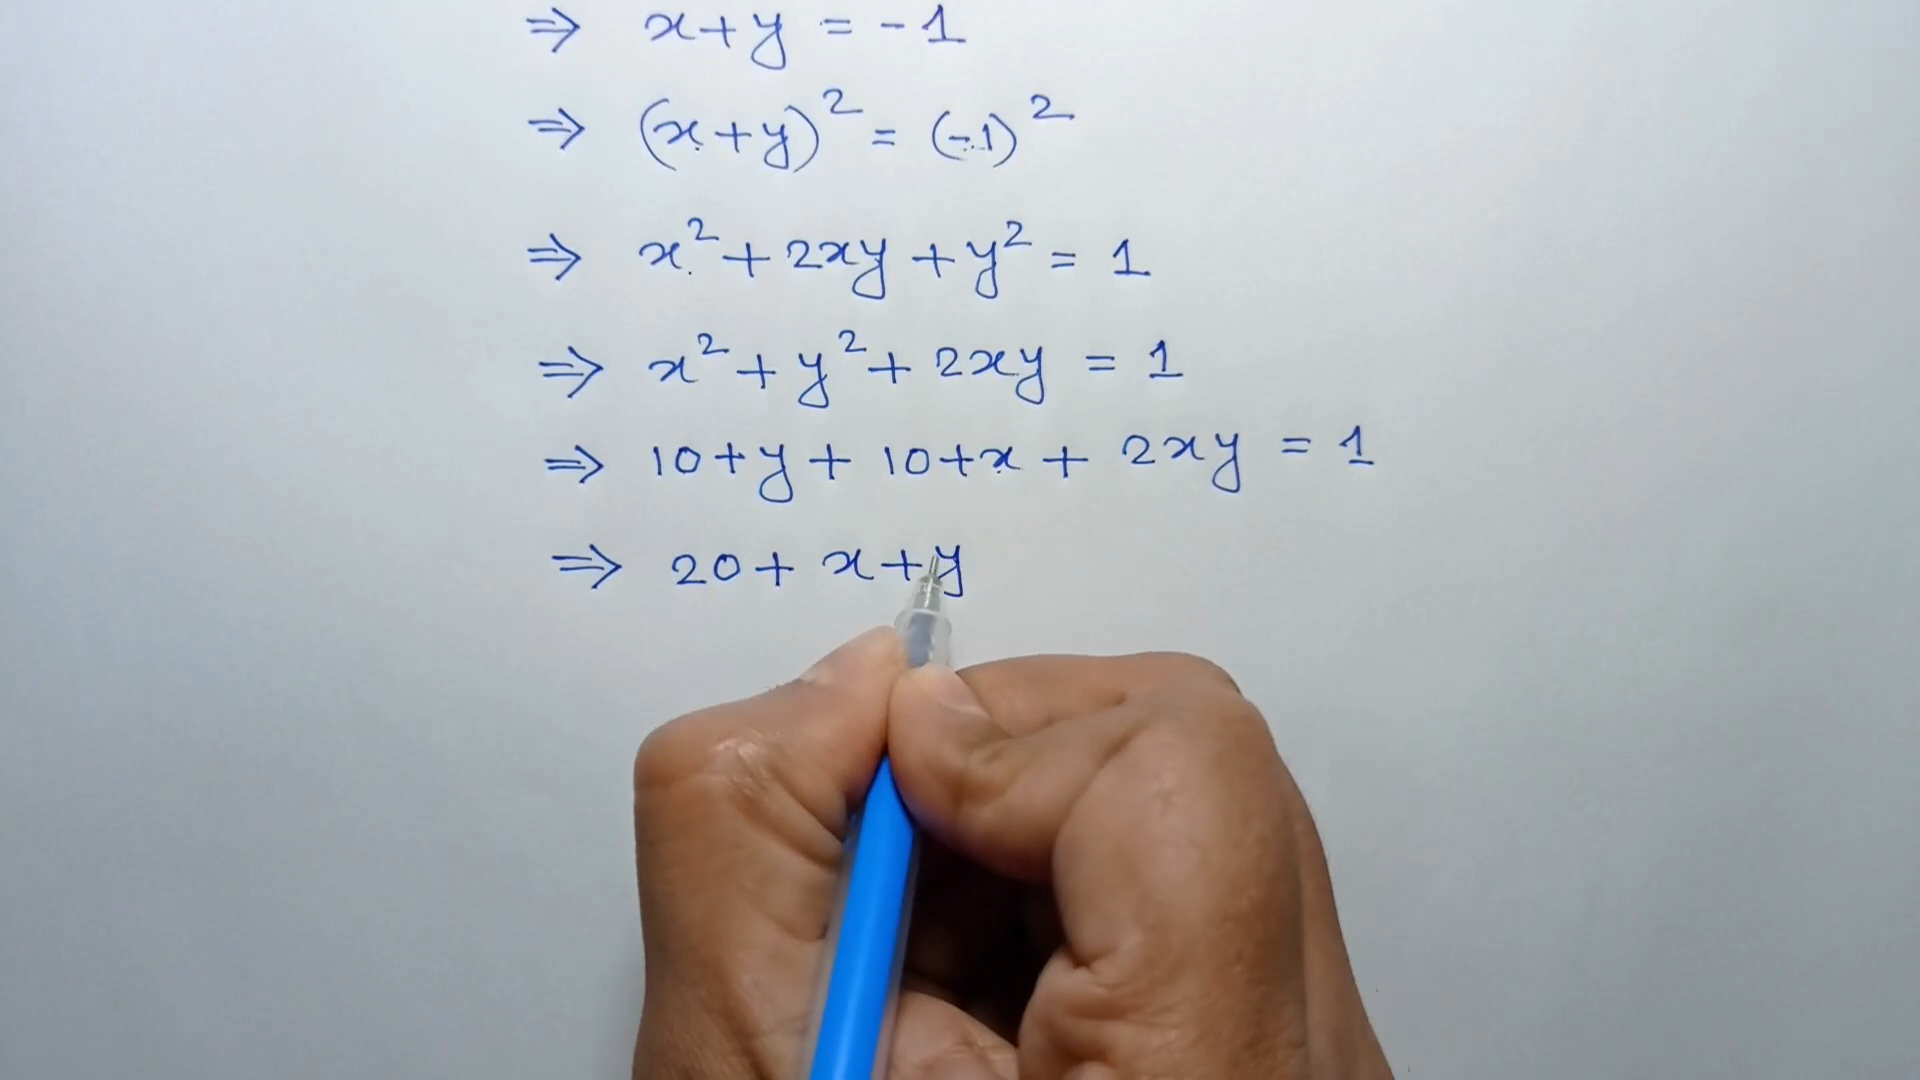 ⇒ x+y = -1
⇒ (x+y)² = (-1)²
⇒ x² + 2xy + y² = 1
⇒ x² + y² + 2xy = 1
⇒ 10+y + 10+x + 2xy = 1
⇒ 20+ x+y